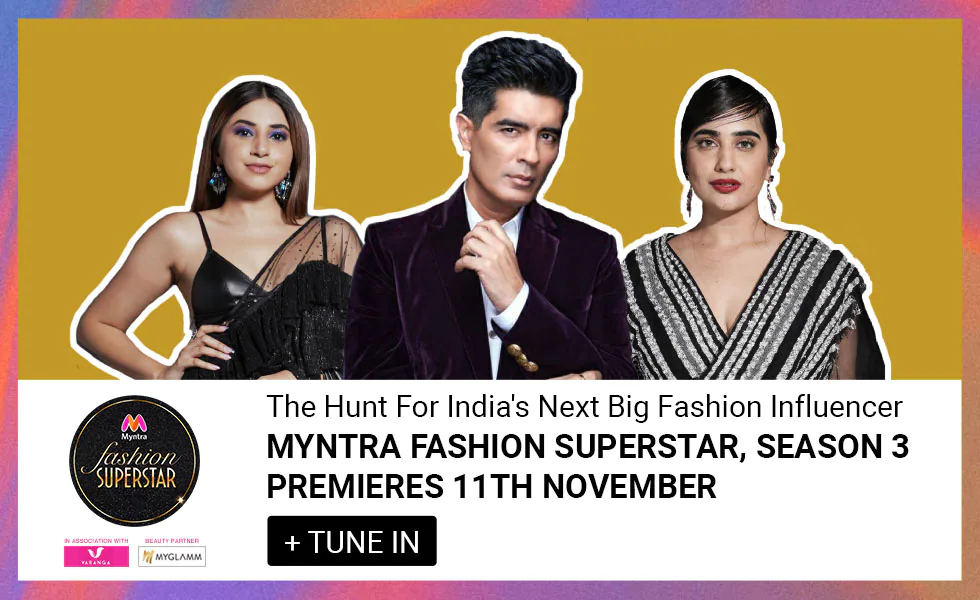 The Hunt For India's Next Big Fashion Influencer
MYNTRA FASHION SUPERSTAR, SEASON 3
PREMIERES 11TH NOVEMBER
+ TUNE IN
Myntra
fashion
SUPERSTAR
IN ASSOCIATION WITH
VARANGA
BEAUTY PARTNER
MYGLAMM